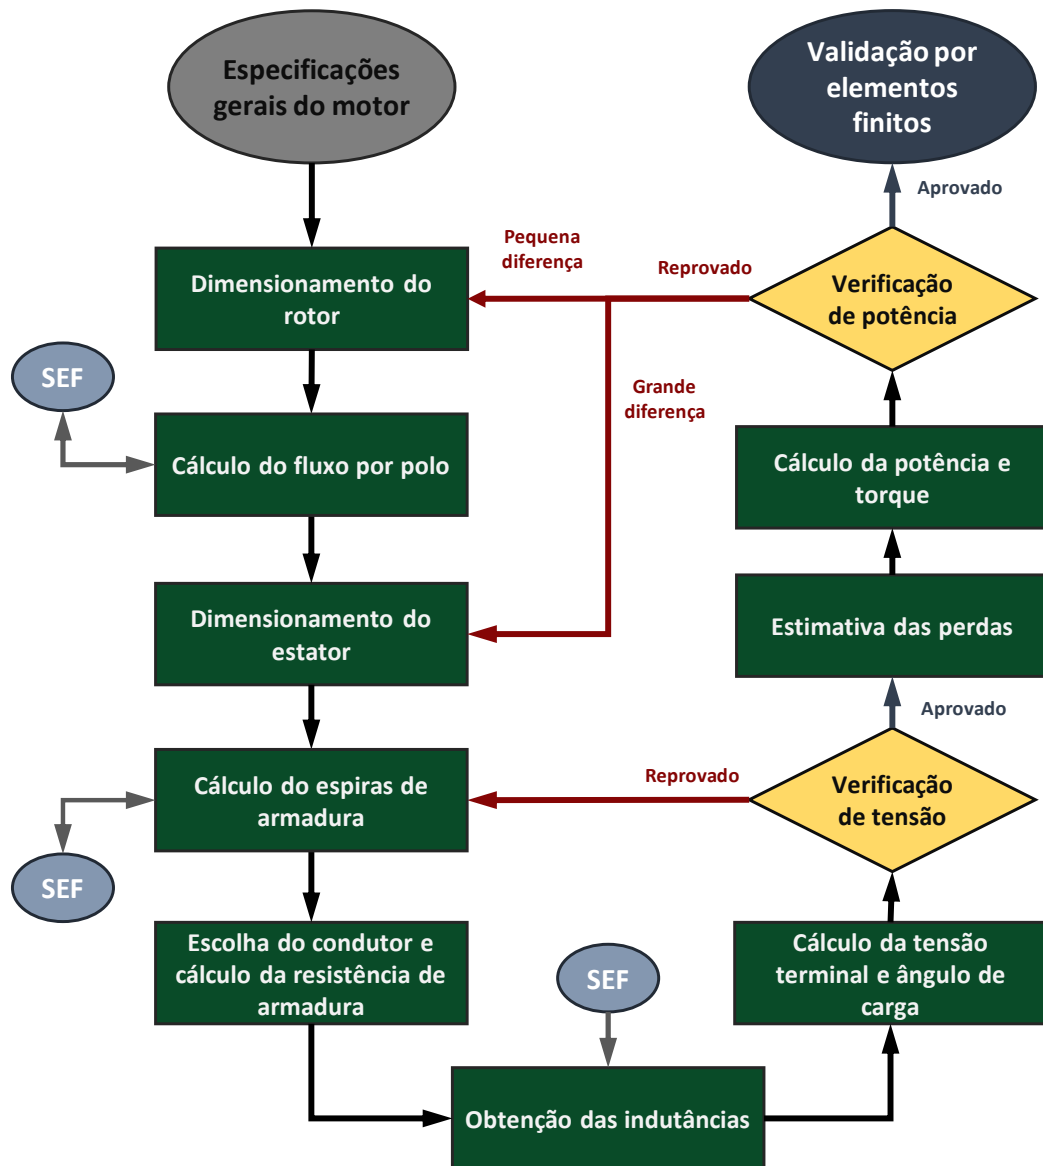 Especificações
gerais do motor
Validação por
elementos
finitos
Aprovado
Pequena
diferença
Reprovado
Verificação
de potência
Dimensionamento do
rotor
SEF
Grande
diferença
Cálculo do fluxo por polo
Cálculo da potência e
torque
Dimensionamento do
estator
Estimativa das perdas
Aprovado
Cálculo do espiras de
armadura
Reprovado
Verificação
de tensão
SEF
Escolha do condutor e
cálculo da resistência de
armadura
SEF
Cálculo da tensão
terminal e ângulo de
carga
Obtenção das indutâncias